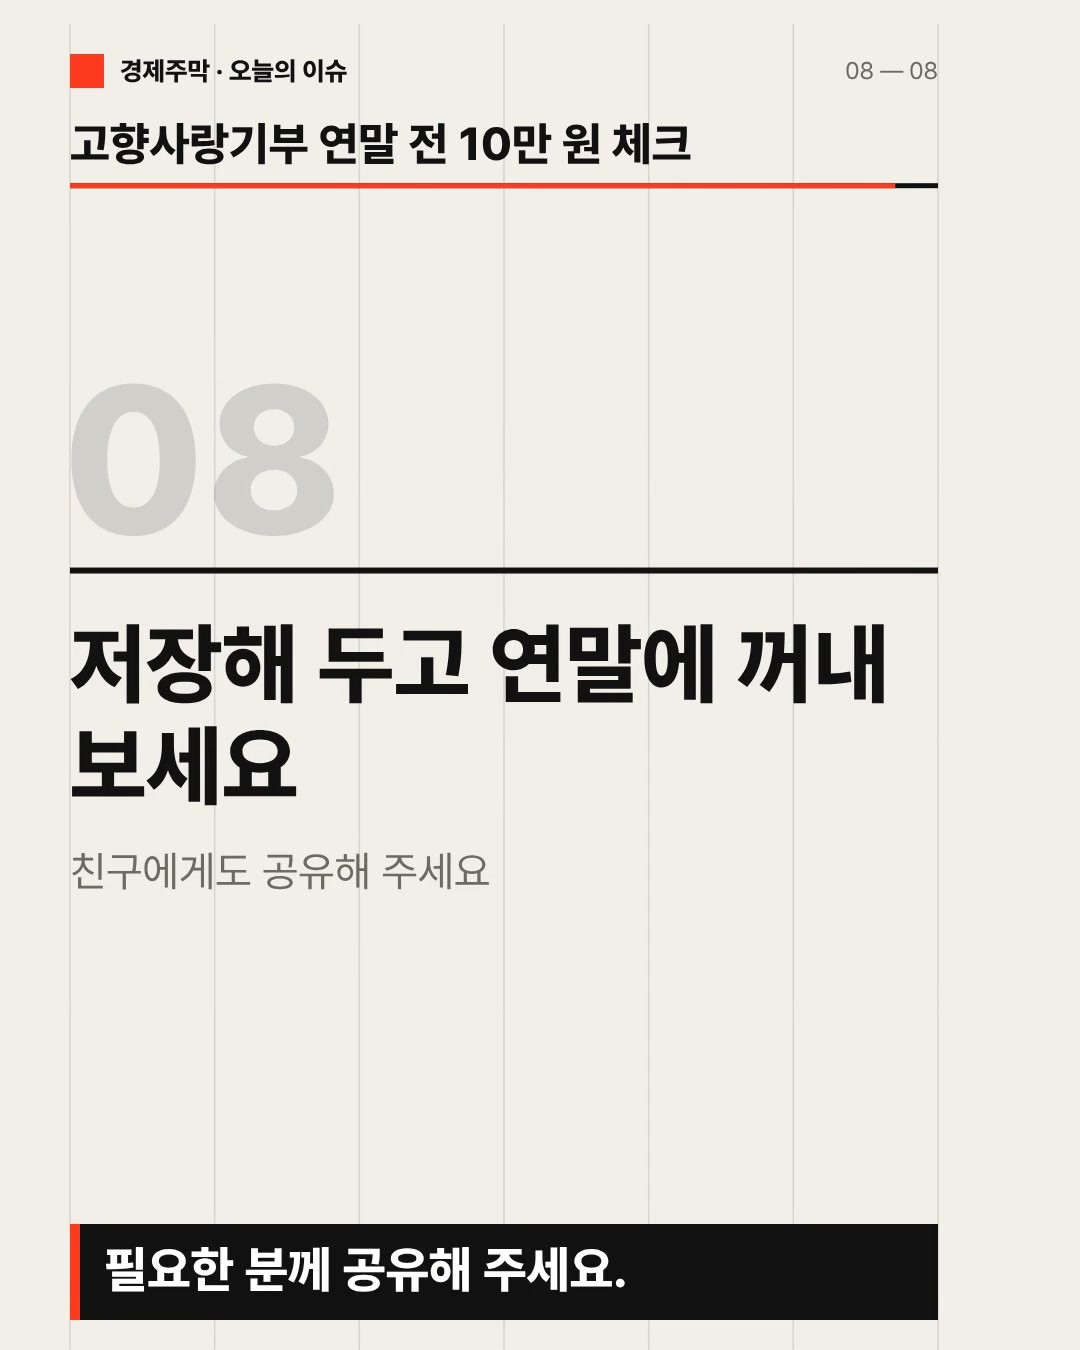 경제주막 · 오늘의 이슈
08 — 08
고향사랑기부 연말 전 10만 원 체크
08
저장해 두고 연말에 꺼내
보세요
친구에게도 공유해 주세요
필요한 분께 공유해 주세요.